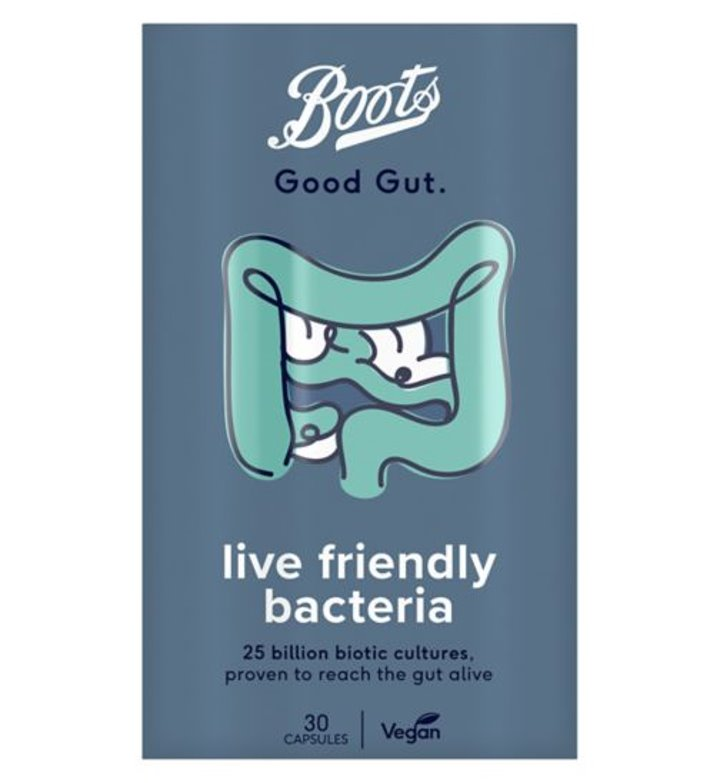 Boots
Good Gut.
live friendly
bacteria
25 billion biotic cultures,
proven to reach the gut alive
30
CAPSULES
Vegan